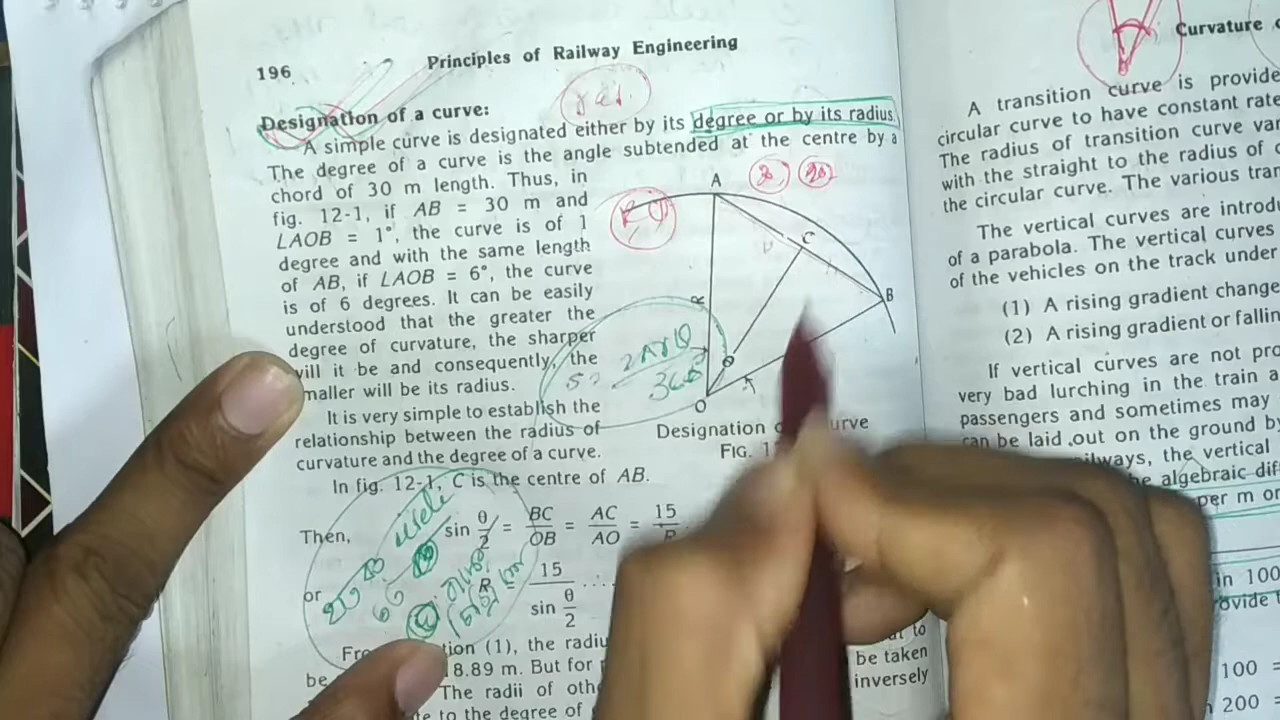 196
Principles of Railway Engineering
Designation of a curve:
A simple curve is designated either by its degree or by its radius
The degree of a curve is the angle subtended at the centre by a
chord of 30 m length. Thus, in
fig. 12-1, if AB = 30 m and
LAOB = 1°, the curve is of 1
degree and with the same length
of AB, if LAOB = 6°, the curve
is of 6 degrees. It can be easily
understood that the greater the
degree of curvature, the sharper
will it be and consequently, the
maller will be its radius.
It is very simple to establish the
relationship between the radius of
curvature and the degree of a curve.
In fig. 12-1, C is the centre of AB.
Then, sin θ/2 = BC/OB = AC/AO = 15/R
or R = 15 / sin θ/2 ....
(1), the radiu
be 8.89 m. But for
The radii of oth
te to the degree of
be taken
inversely
A
C
B
R
O
2πrθ
360
Designation urve
FIG.
Curvature
A transition curve is provide
circular curve to have constant rate
The radius of transition curve var
with the straight to the radius of
the circular curve. The various tran
The vertical curves are introdu
of a parabola. The vertical curves
of the vehicles on the track under
(1) A rising gradient change
(2) A rising gradient or fallin
If vertical curves are not pro
very bad lurching in the train a
passengers and sometimes may
can be laid out on the ground by
ilways, the vertical
algebraic dif
per m or
in 100
ovide
100 =
200 =